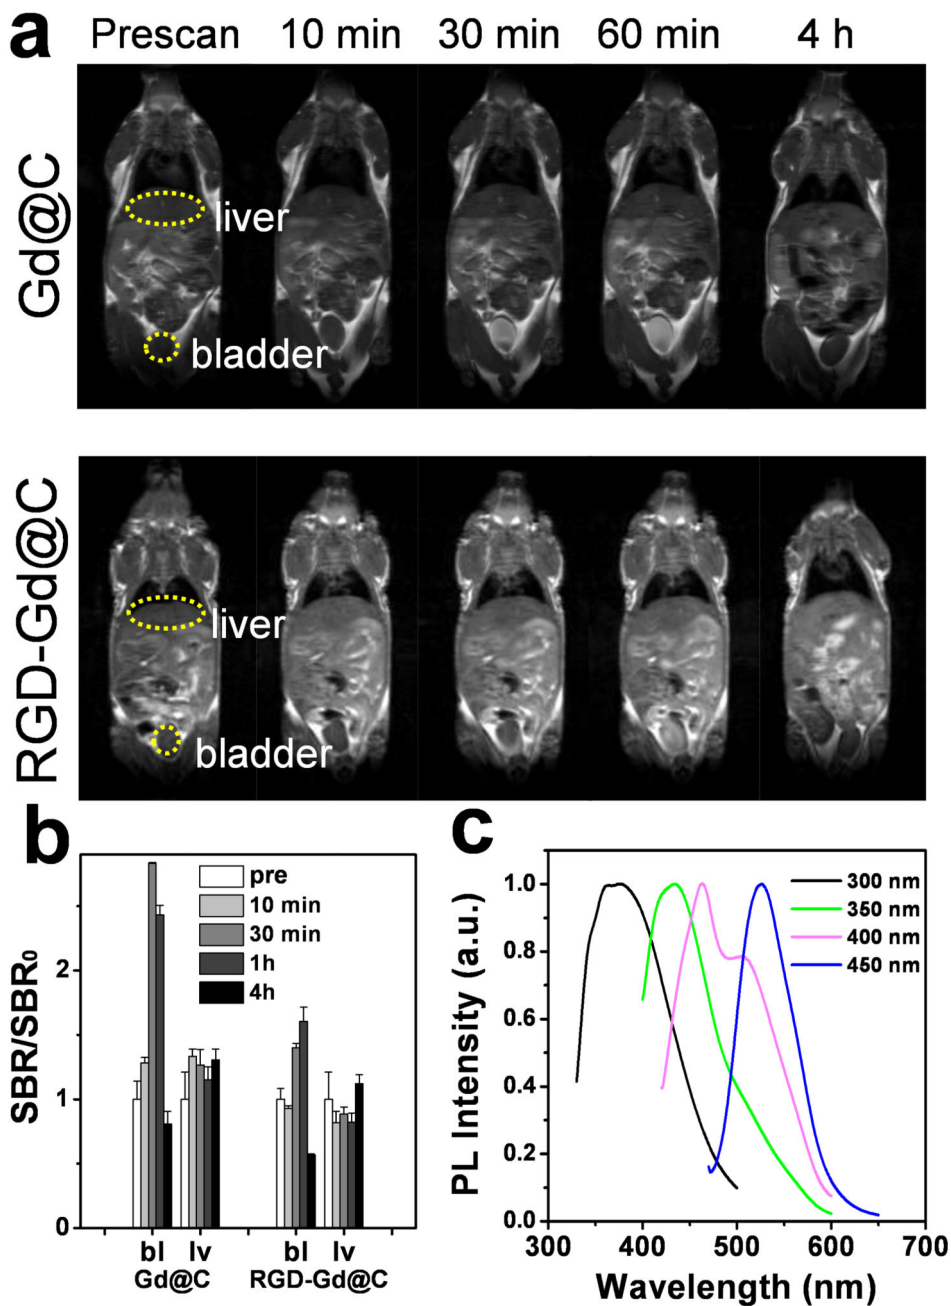 a
Prescan 10 min 30 min 60 min 4 h
Gd@C
liver
bladder
RGD-Gd@C
liver
bladder
b
SBR/SBR₀
2
1
0
pre
10 min
30 min
1h
4h
bl lv bl lv
Gd@C RGD-Gd@C
c
PL Intensity (a.u.)
1.0
0.8
0.6
0.4
0.2
0.0
300 nm
350 nm
400 nm
450 nm
300 400 500 600 700
Wavelength (nm)